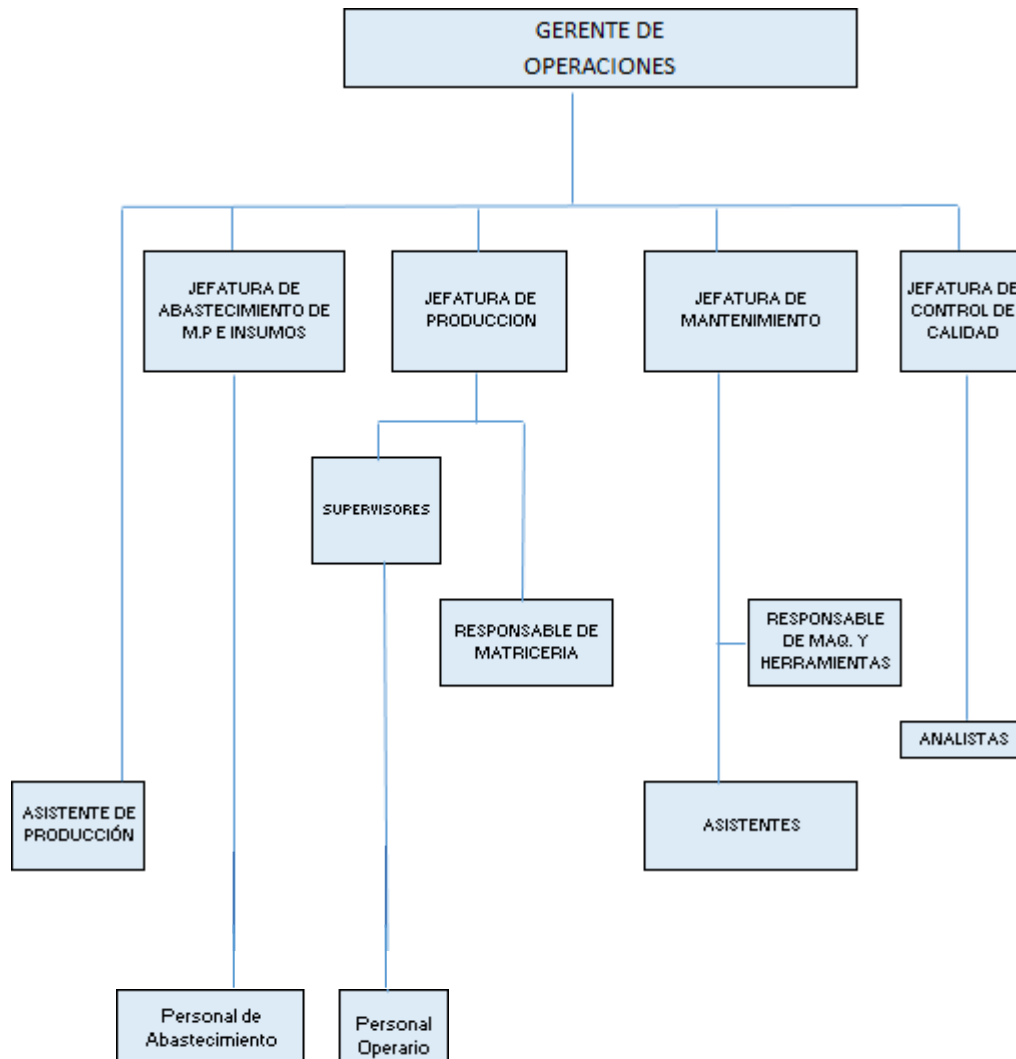 GERENTE DE
OPERACIONES
JEFATURA DE
ABASTECIMIENTO DE
M.P E INSUMOS
JEFATURA DE
PRODUCCION
JEFATURA DE
MANTENIMIENTO
JEFATURA DE
CONTROL DE
CALIDAD
SUPERVISORES
RESPONSABLE DE
MATRICERIA
RESPONSABLE
DE MAQ. Y
HERRAMIENTAS
ANALISTAS
ASISTENTE DE
PRODUCCIÓN
ASISTENTES
Personal de
Abastecimiento
Personal
Operario